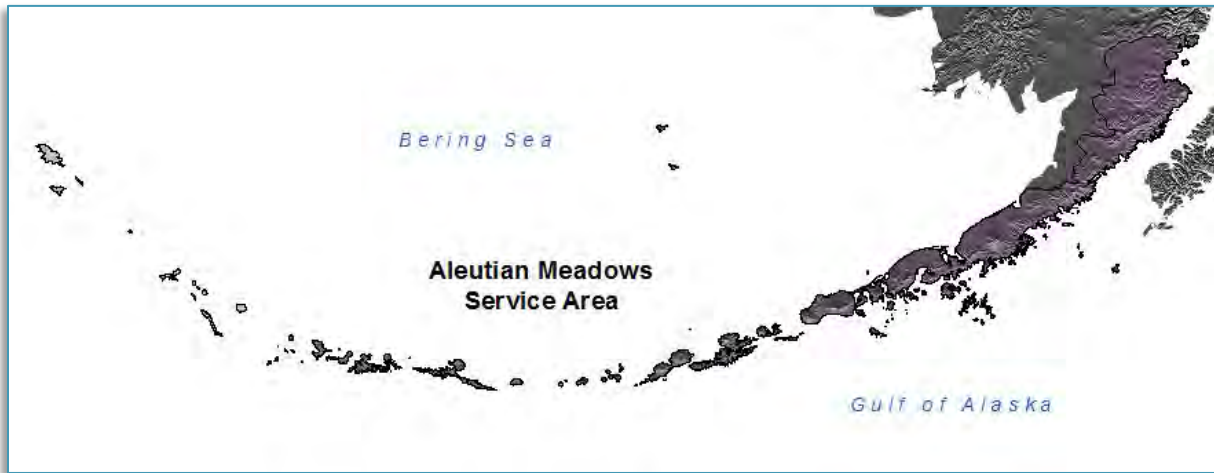 Bering Sea
Aleutian Meadows
Service Area
Gulf of Alaska